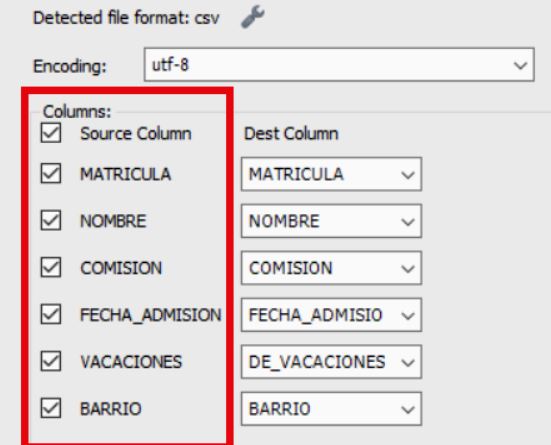 Detected file format: csv
Encoding: utf-8
Columns:
Source Column Dest Column
MATRICULA MATRICULA
NOMBRE NOMBRE
COMISION COMISION
FECHA_ADMISION FECHA_ADMISIO
VACACIONES DE_VACACIONES
BARRIO BARRIO